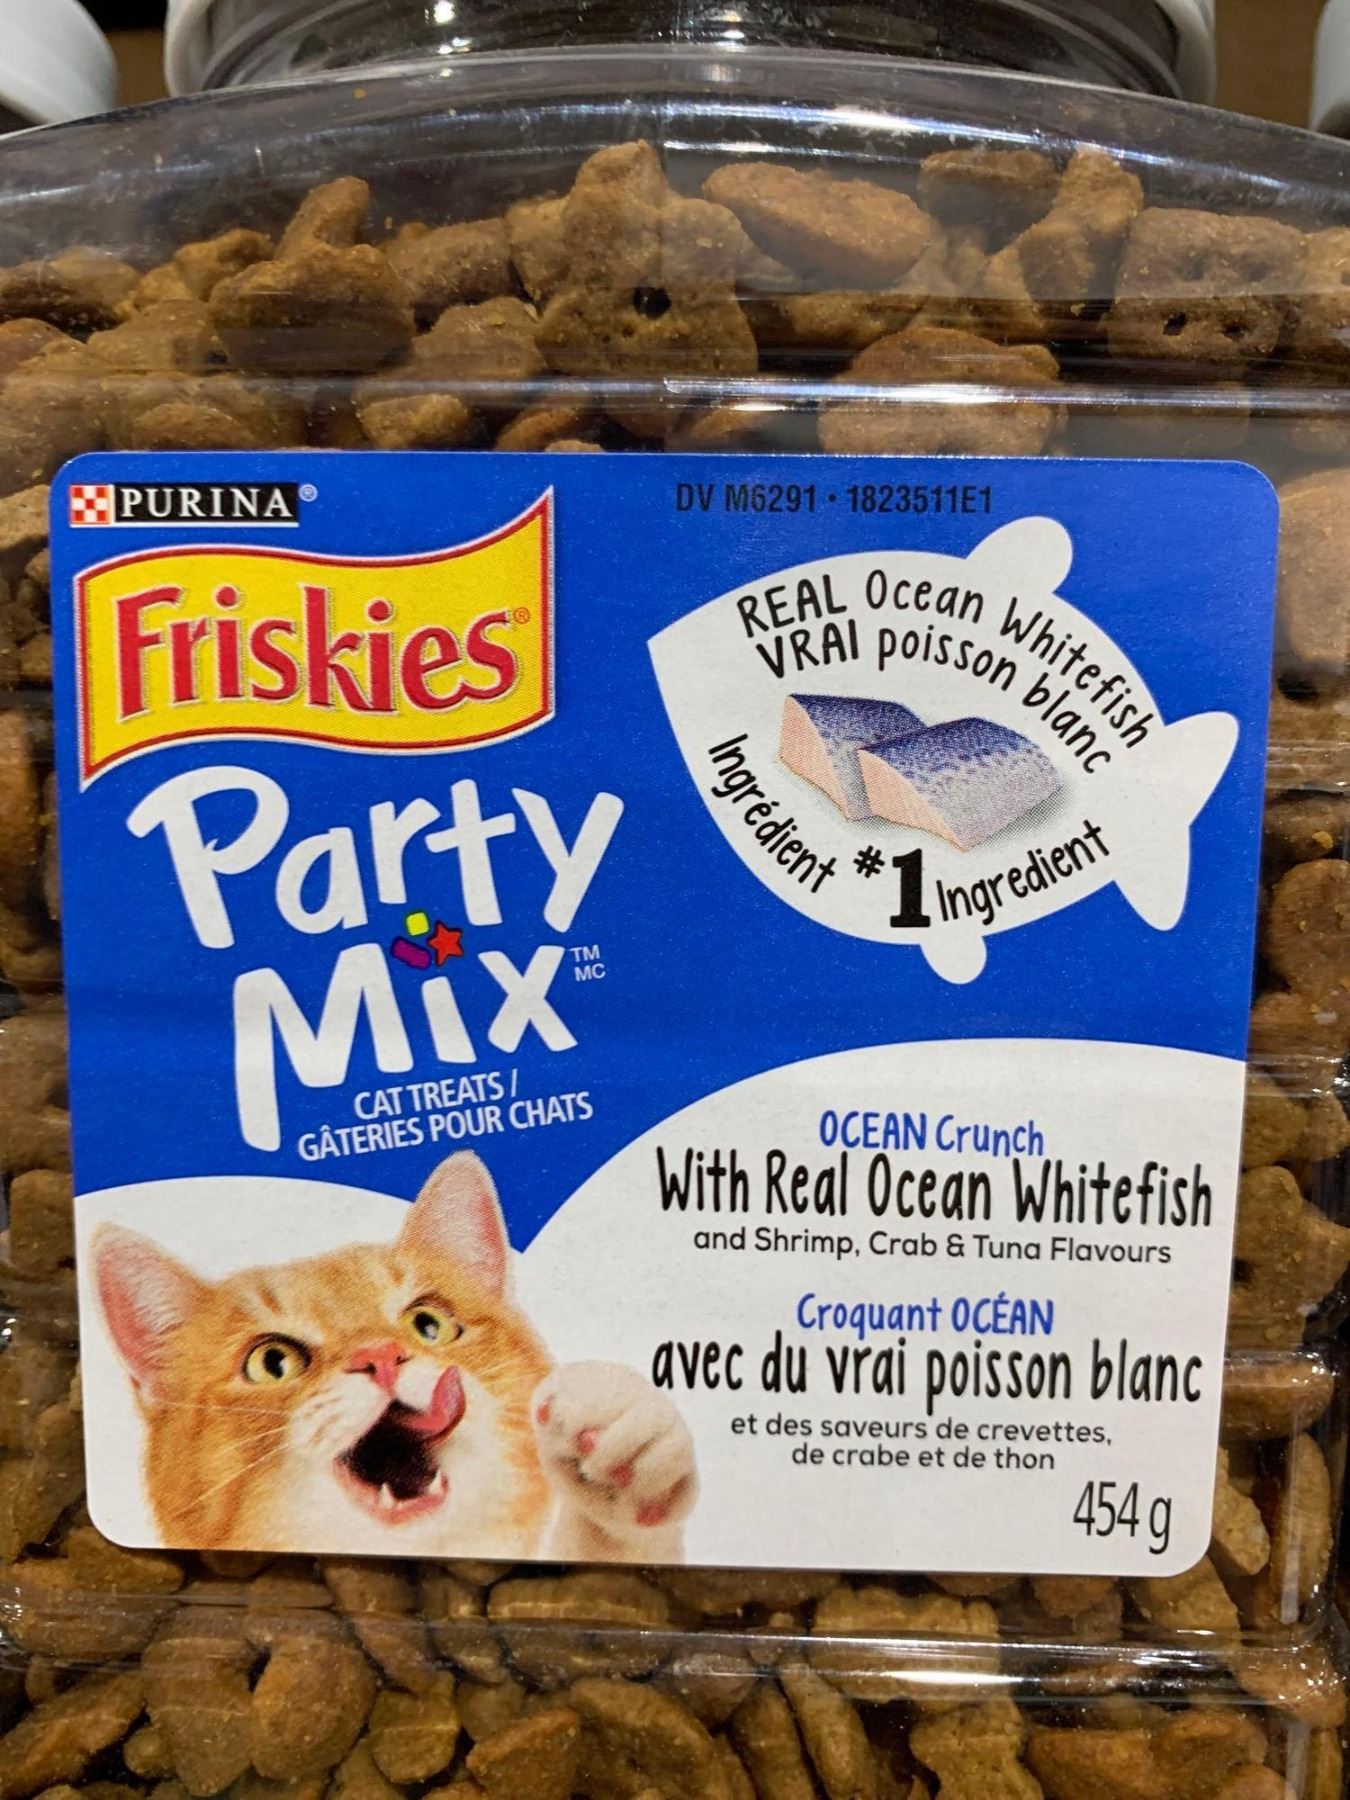 PURINA®
Friskies®
Party
Mix™
MC
CAT TREATS /
GÂTERIES POUR CHATS
DV M6291 • 1823511E1
REAL Ocean Whitefish
VRAI poisson blanc
Ingrédient #1 Ingredient
OCEAN Crunch
With Real Ocean Whitefish
and Shrimp, Crab & Tuna Flavours
Croquant OCÉAN
avec du vrai poisson blanc
et des saveurs de crevettes,
de crabe et de thon
454 g